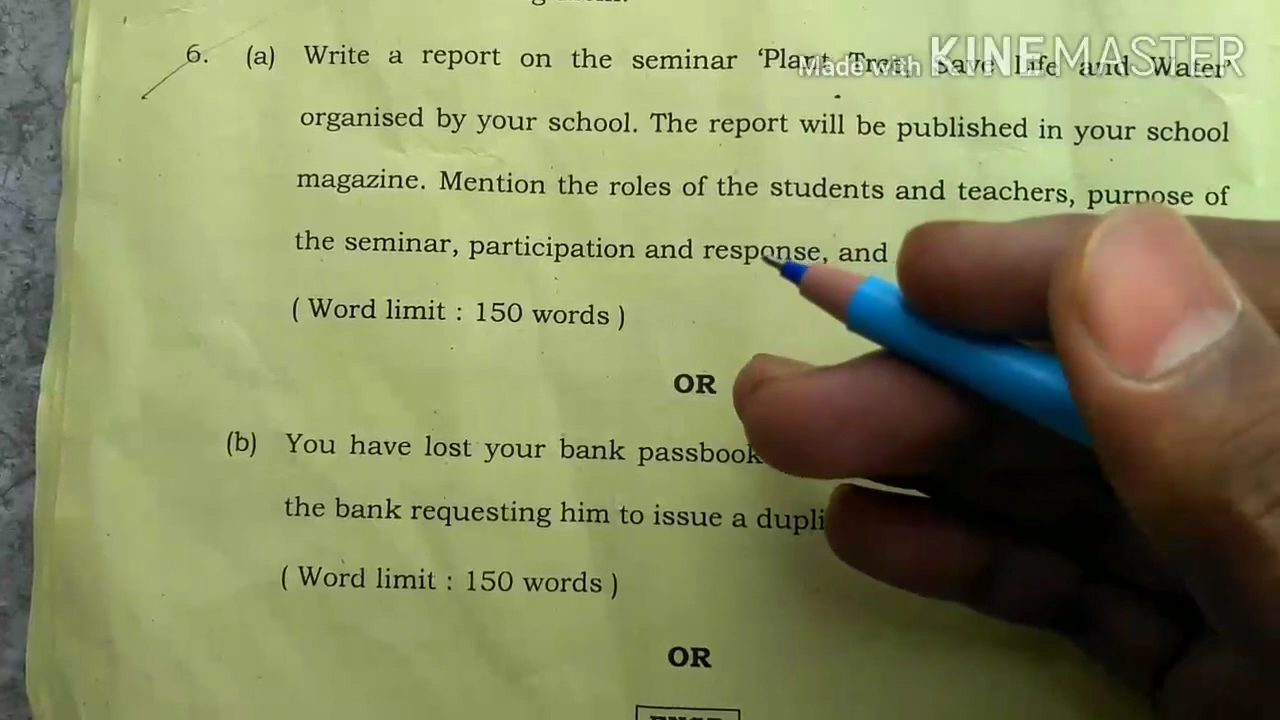 6. (a) Write a report on the seminar ‘Plant Tree, Save Life and Water’
Made with KINEMASTER
organised by your school. The report will be published in your school
magazine. Mention the roles of the students and teachers, purpose of
the seminar, participation and response, and
( Word limit : 150 words )
OR
(b) You have lost your bank passbook
the bank requesting him to issue a dupli
( Word limit : 150 words )
OR